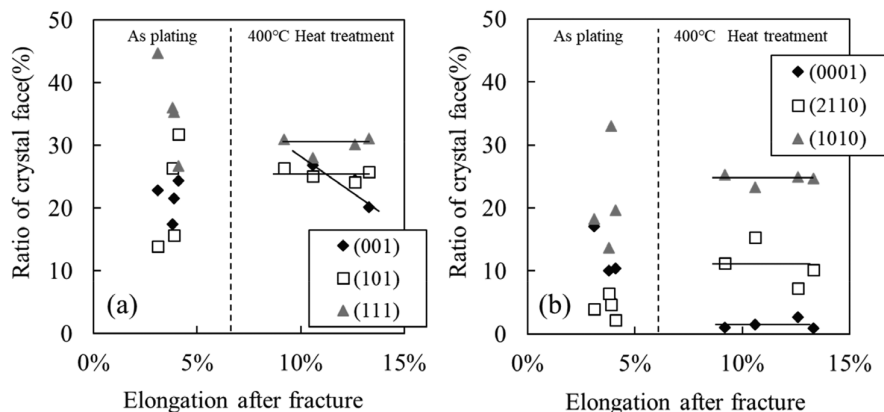 50
40
30
20
10
0
Ratio of crystal face(%)
As plating
400℃ Heat treatment
(a)
(001)
(101)
(111)
0%
5%
10%
15%
Elongation after fracture
50
40
30
20
10
0
Ratio of crystal face(%)
As plating
400℃ Heat treatment
(0001)
(2110)
(1010)
(b)
0%
5%
10%
15%
Elongation after fracture